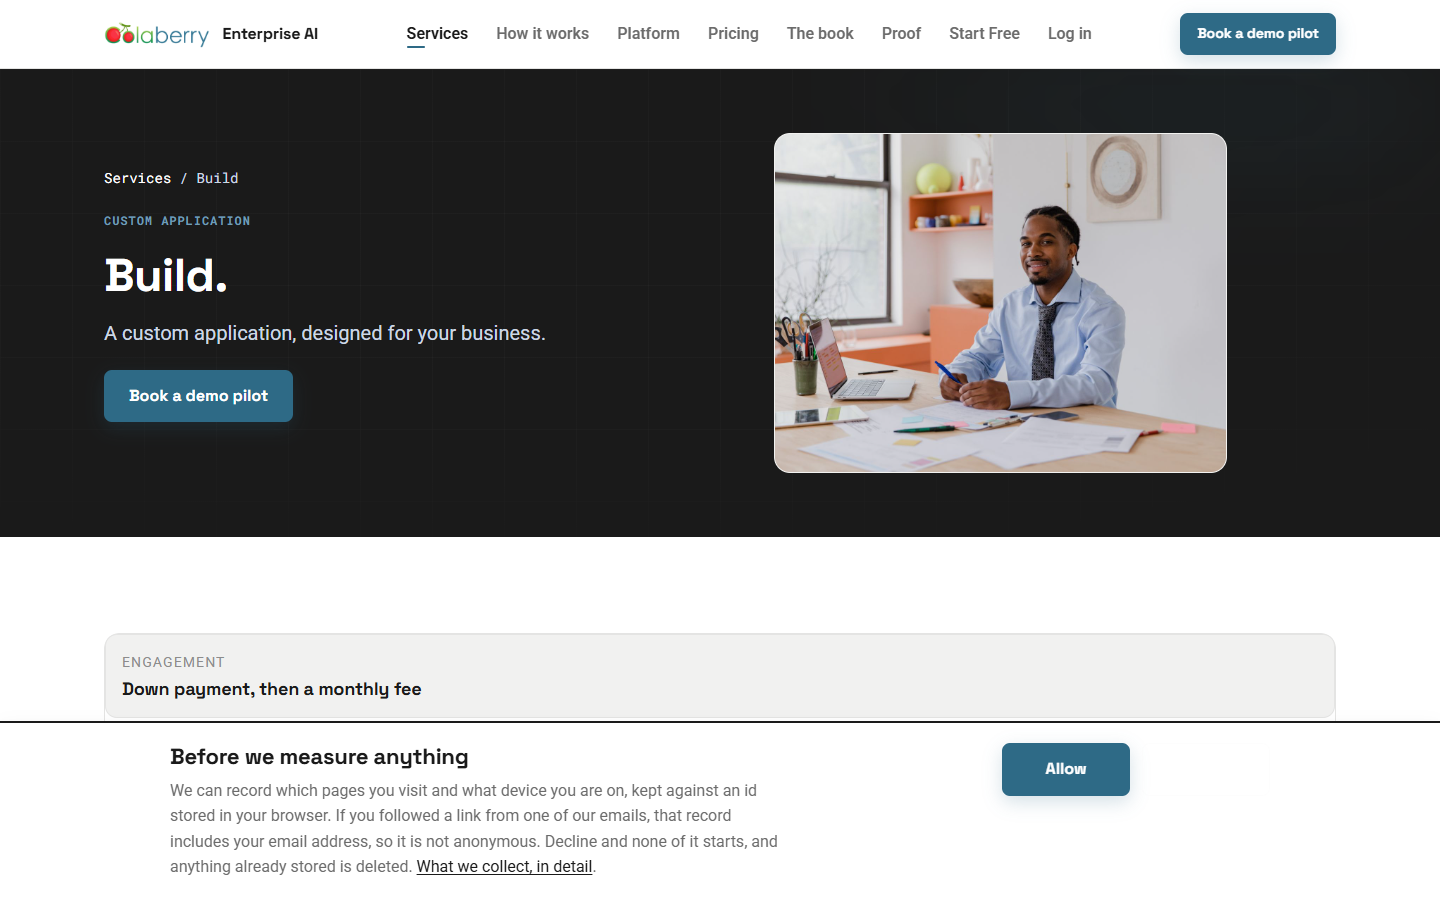 laberry Enterprise AI
Services How it works Platform Pricing The book Proof Start Free Log in Book a demo pilot
Services / Build
CUSTOM APPLICATION
Build.
A custom application, designed for your business.
Book a demo pilot
ENGAGEMENT
Down payment, then a monthly fee
Before we measure anything
We can record which pages you visit and what device you are on, kept against an id
stored in your browser. If you followed a link from one of our emails, that record
includes your email address, so it is not anonymous. Decline and none of it starts, and
anything already stored is deleted. What we collect, in detail.
Allow